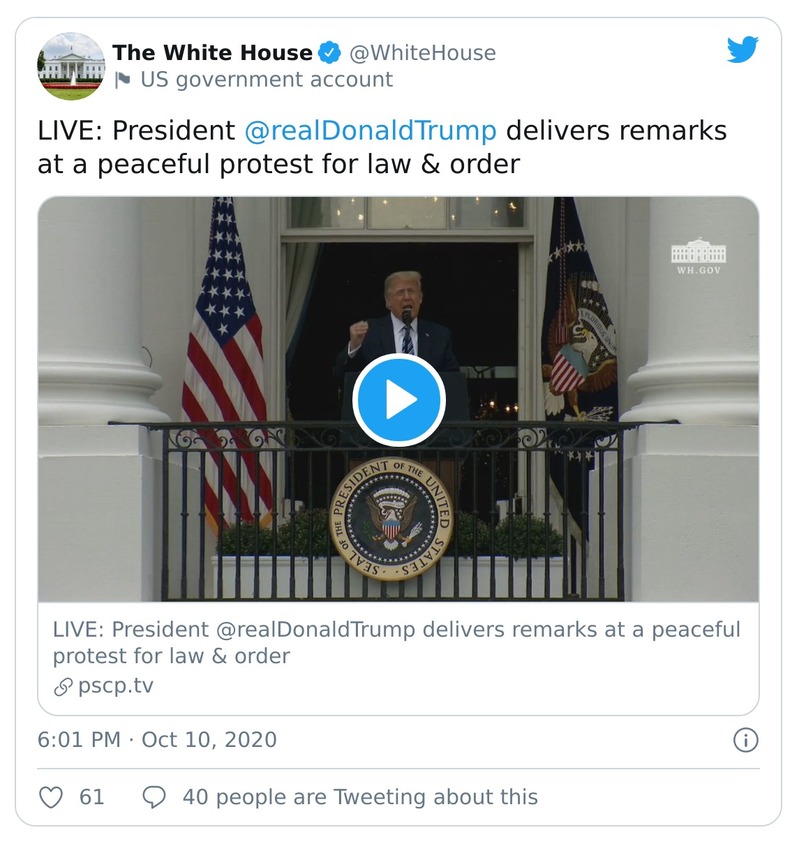 The White House @WhiteHouse
US government account
LIVE: President @realDonaldTrump delivers remarks
at a peaceful protest for law & order
WH.GOV
SEAL OF THE PRESIDENT OF THE UNITED STATES
LIVE: President @realDonaldTrump delivers remarks at a peaceful
protest for law & order
pscp.tv
6:01 PM · Oct 10, 2020
61
40 people are Tweeting about this